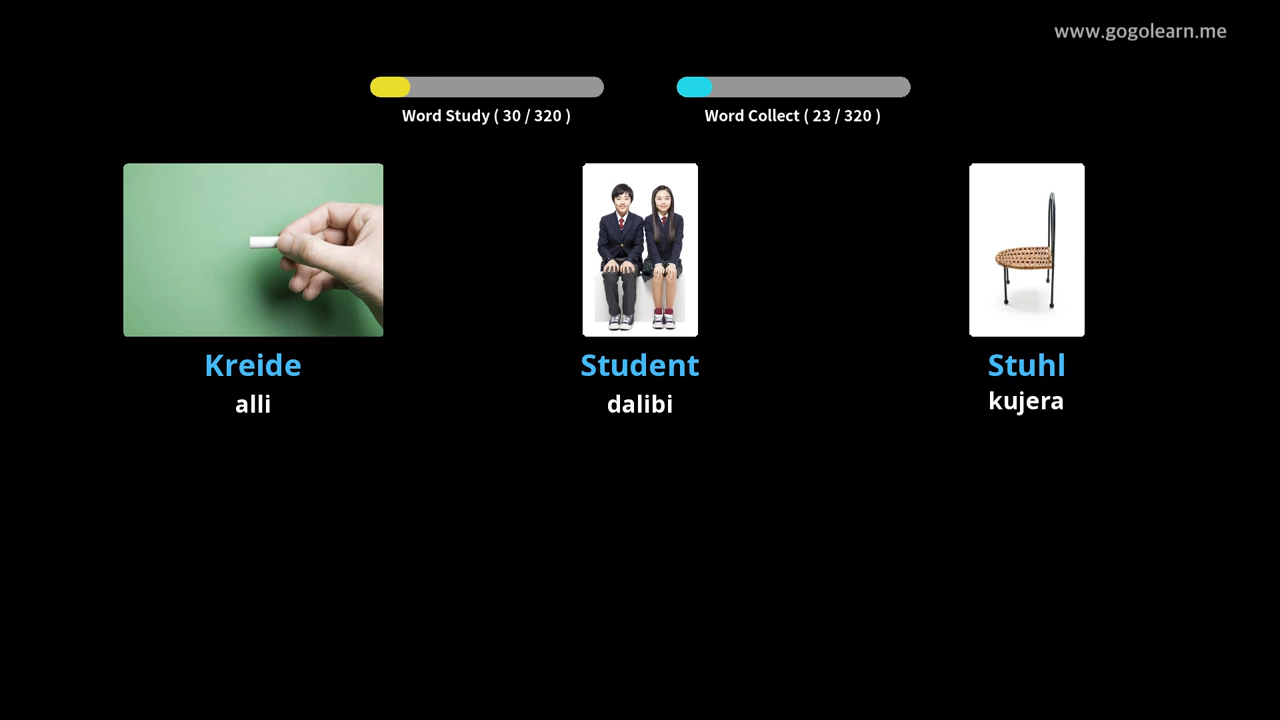 www.gogolearn.me
Word Study ( 30 / 320 )
Word Collect ( 23 / 320 )
Kreide
Student
Stuhl
alli
dalibi
kujera